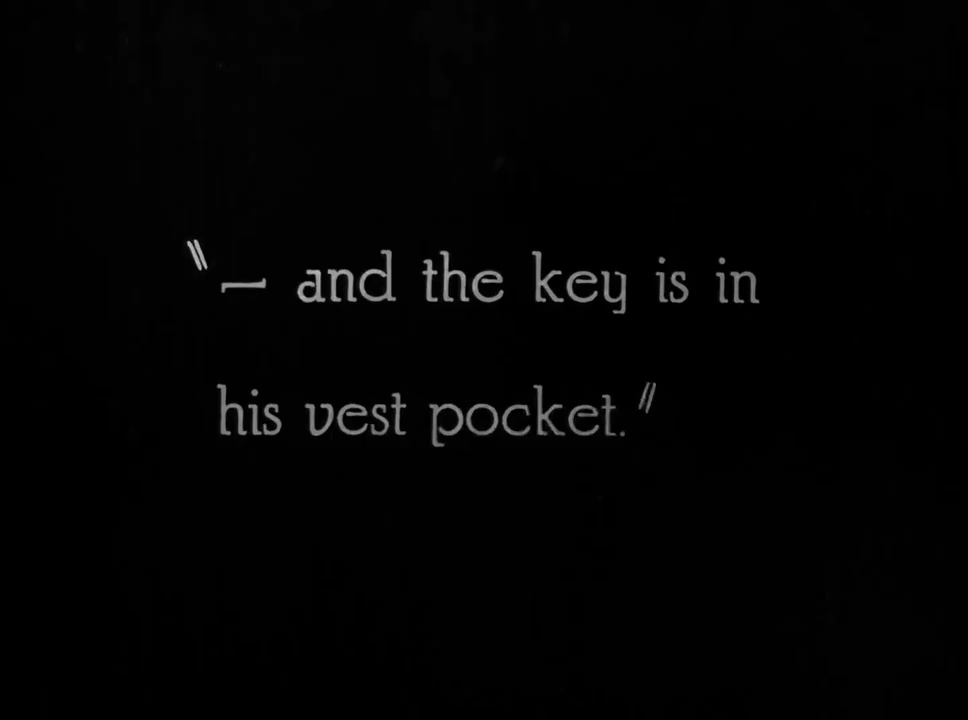 "— and the key is in
his vest pocket."